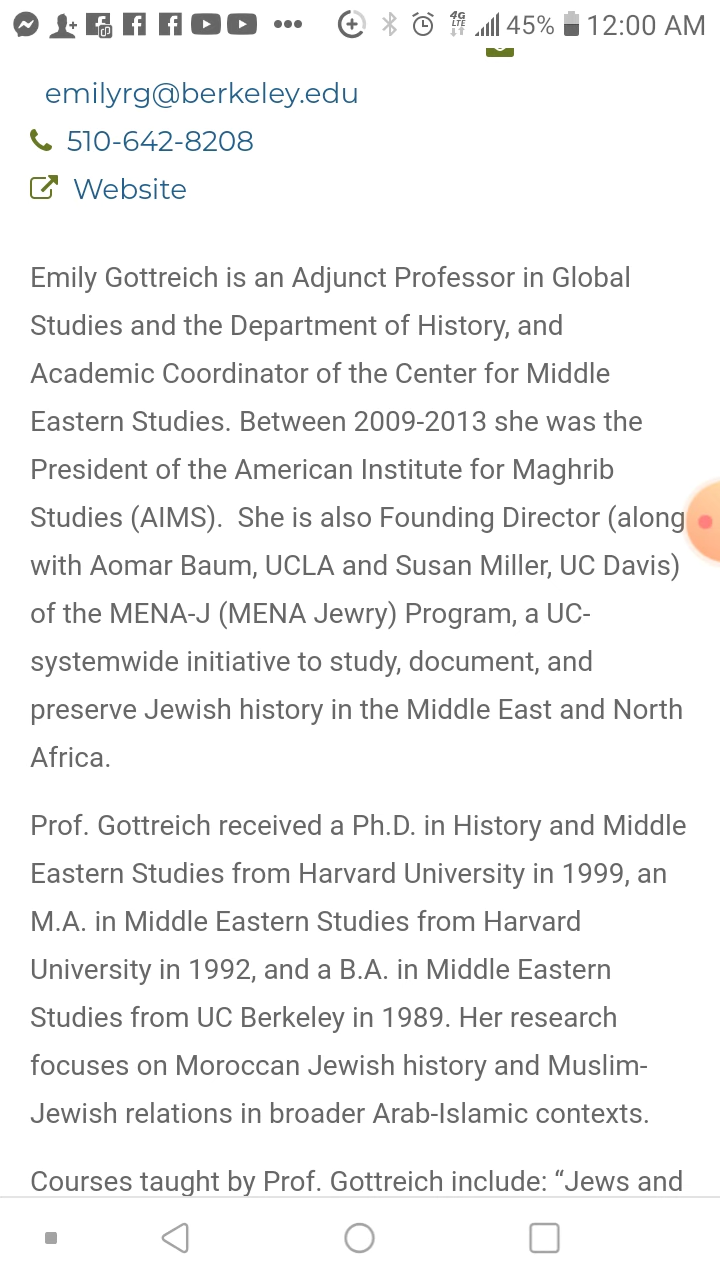 45% 12:00 AM
emilyrg@berkeley.edu
510-642-8208
Website
Emily Gottreich is an Adjunct Professor in Global
Studies and the Department of History, and
Academic Coordinator of the Center for Middle
Eastern Studies. Between 2009-2013 she was the
President of the American Institute for Maghrib
Studies (AIMS).  She is also Founding Director (along
with Aomar Baum, UCLA and Susan Miller, UC Davis)
of the MENA-J (MENA Jewry) Program, a UC-
systemwide initiative to study, document, and
preserve Jewish history in the Middle East and North
Africa.
Prof. Gottreich received a Ph.D. in History and Middle
Eastern Studies from Harvard University in 1999, an
M.A. in Middle Eastern Studies from Harvard
University in 1992, and a B.A. in Middle Eastern
Studies from UC Berkeley in 1989. Her research
focuses on Moroccan Jewish history and Muslim-
Jewish relations in broader Arab-Islamic contexts.
Courses taught by Prof. Gottreich include: “Jews and